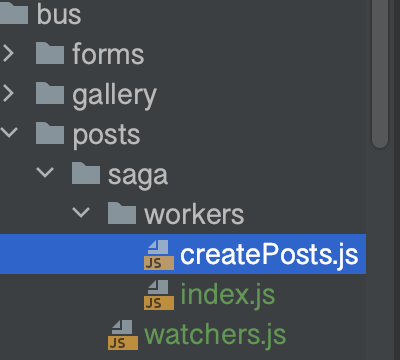 bus
forms
gallery
posts
saga
workers
JS createPosts.js
JS index.js
JS watchers.js